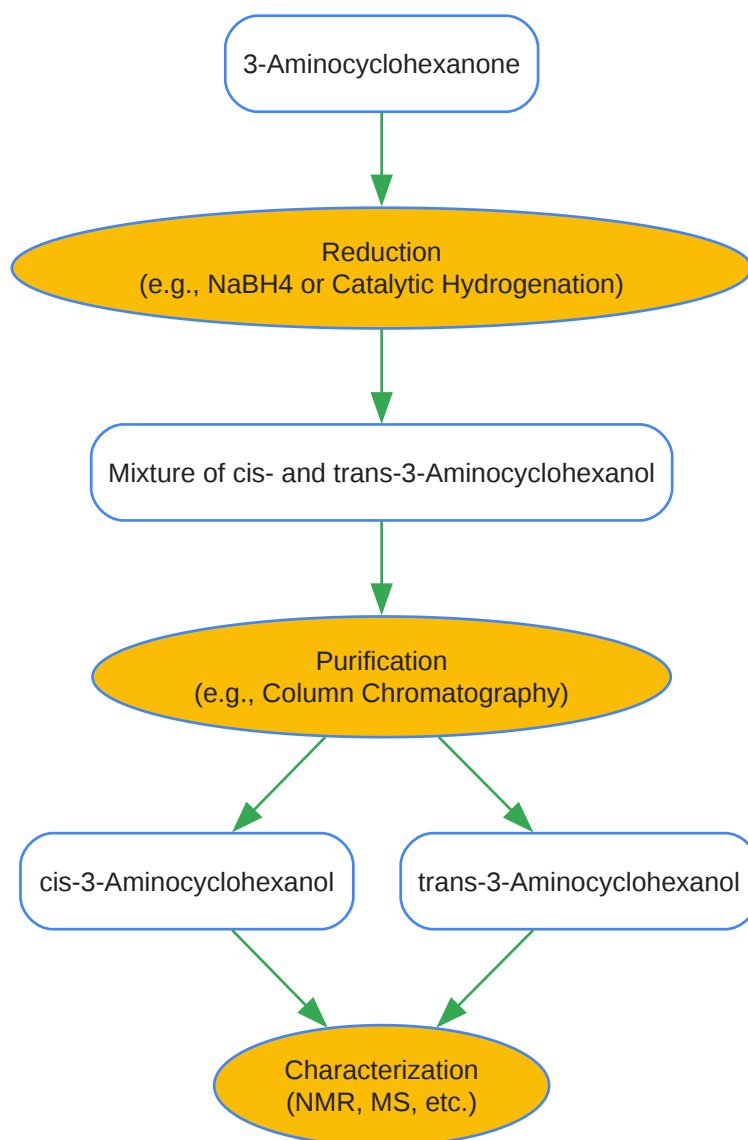 3-Aminocyclohexanone
Reduction
(e.g., NaBH4 or Catalytic Hydrogenation)
Mixture of cis- and trans-3-Aminocyclohexanol
Purification
(e.g., Column Chromatography)
cis-3-Aminocyclohexanol
trans-3-Aminocyclohexanol
Characterization
(NMR, MS, etc.)